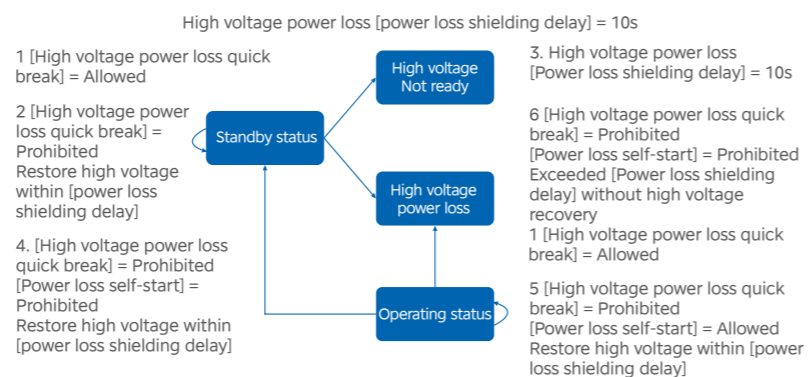 High voltage power loss [power loss shielding delay] = 10s
1 [High voltage power loss quick
break] = Allowed
2 [High voltage power
loss quick break] =
Prohibited
Restore high voltage
within [power loss
shielding delay]
4. [High voltage power loss
quick break] = Prohibited
[Power loss self-start] =
Prohibited
Restore high voltage within
[power loss shielding delay]
Standby status
High voltage
Not ready
High voltage
power loss
Operating status
3. High voltage power loss
[Power loss shielding delay] = 10s
6 [High voltage power loss quick
break] = Prohibited
[Power loss self-start] = Prohibited
Exceeded [Power loss shielding
delay] without high voltage
recovery
1 [High voltage power loss quick
break] = Allowed
5 [High voltage power loss quick
break] = Prohibited
[Power loss self-start] = Allowed
Restore high voltage within [power
loss shielding delay]